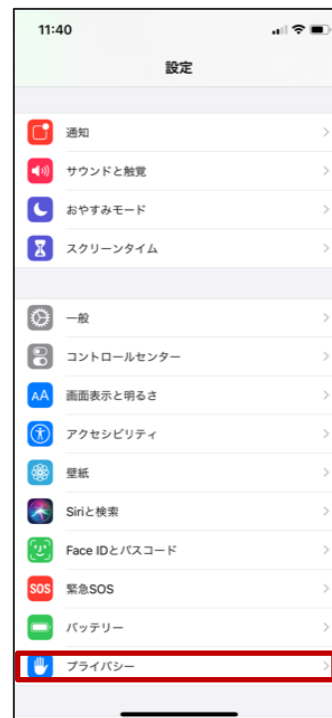 11:40
設定
通知
サウンドと触覚
おやすみモード
スクリーンタイム
一般
コントロールセンター
AA 画面表示と明るさ
アクセシビリティ
壁紙
Siriと検索
Face IDとパスコード
SOS 緊急SOS
バッテリー
プライバシー